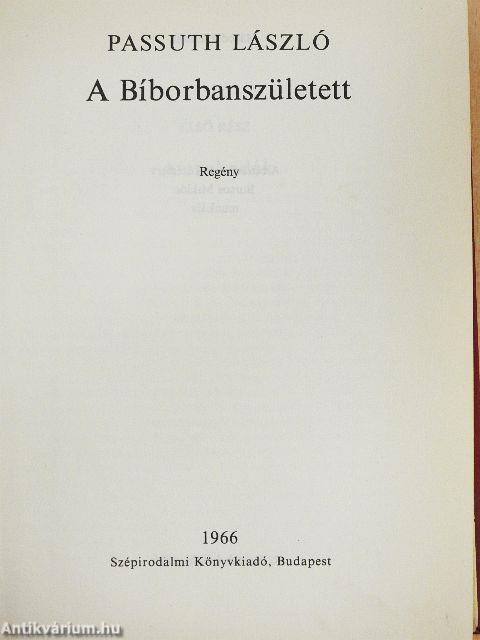 PASSUTH LÁSZLÓ
A Bíborbanszületett
Regény
1966
Szépirodalmi Könyvkiadó, Budapest
Antikvárium.hu